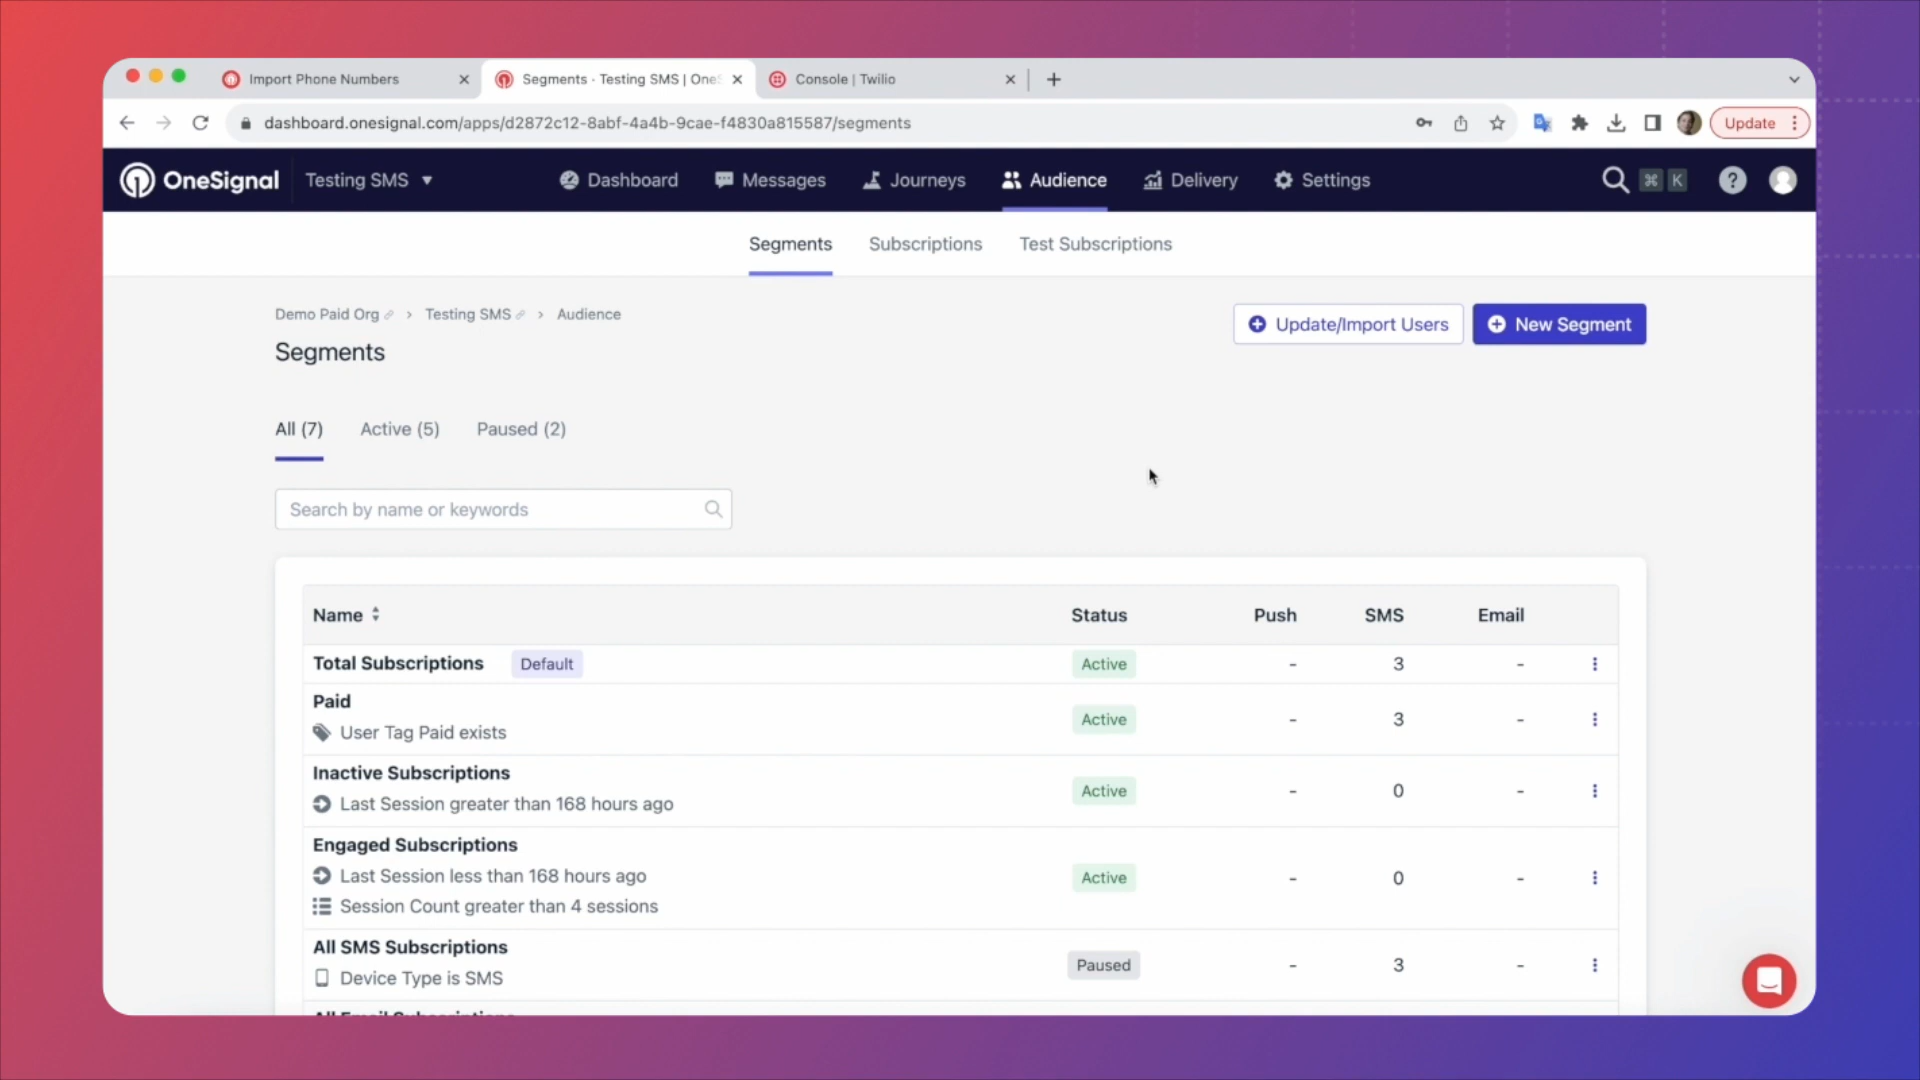 Import Phone Numbers
Segments · Testing SMS | OneS
Console | Twilio
dashboard.onesignal.com/apps/d2872c12-8abf-4a4b-9cae-f4830a815587/segments
Update
OneSignal
Testing SMS
Dashboard
Messages
Journeys
Audience
Delivery
Settings
⌘ K
?
Segments
Subscriptions
Test Subscriptions
Demo Paid Org > Testing SMS > Audience
Update/Import Users
New Segment
Segments
All (7)
Active (5)
Paused (2)
Search by name or keywords
Name Status Push SMS Email
Total Subscriptions Default Active - 3 -
Paid
User Tag Paid exists
Active - 3 -
Inactive Subscriptions
Last Session greater than 168 hours ago
Active - 0 -
Engaged Subscriptions
Last Session less than 168 hours ago
Session Count greater than 4 sessions
Active - 0 -
All SMS Subscriptions
Device Type is SMS
Paused - 3 -
All Email Subscriptions